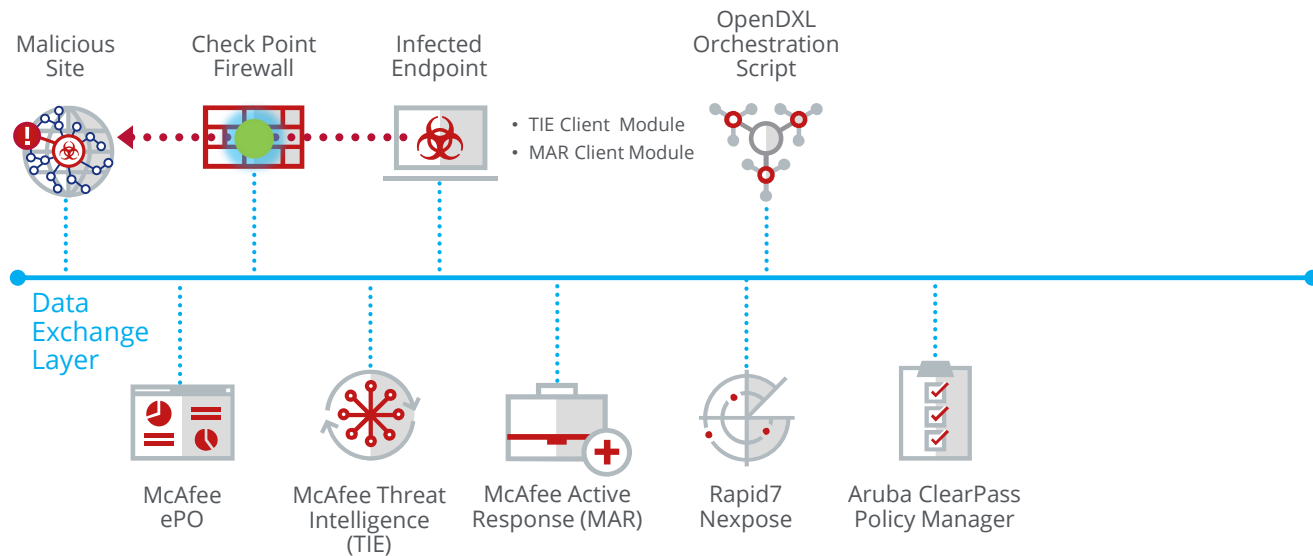 Malicious
Site
Check Point
Firewall
Infected
Endpoint
• TIE Client Module
• MAR Client Module
OpenDXL
Orchestration
Script
Data
Exchange
Layer
McAfee
ePO
McAfee Threat
Intelligence
(TIE)
McAfee Active
Response (MAR)
Rapid7
Nexpose
Aruba ClearPass
Policy Manager